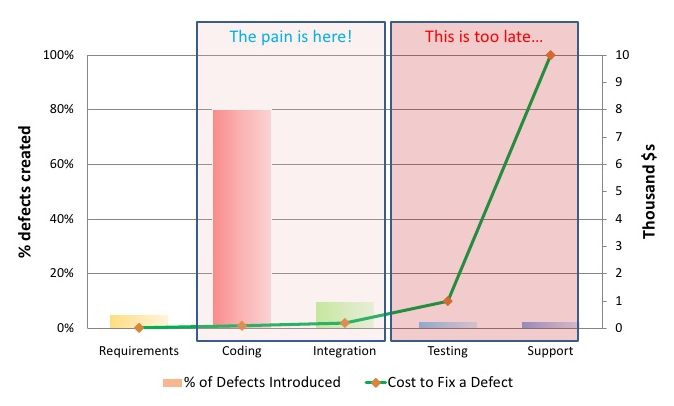 The pain is here!
This is too late...
100%
80%
60%
40%
20%
0%
% defects created
10
9
8
7
6
5
4
3
2
1
0
Thousand $s
Requirements
Coding
Integration
Testing
Support
% of Defects Introduced
Cost to Fix a Defect